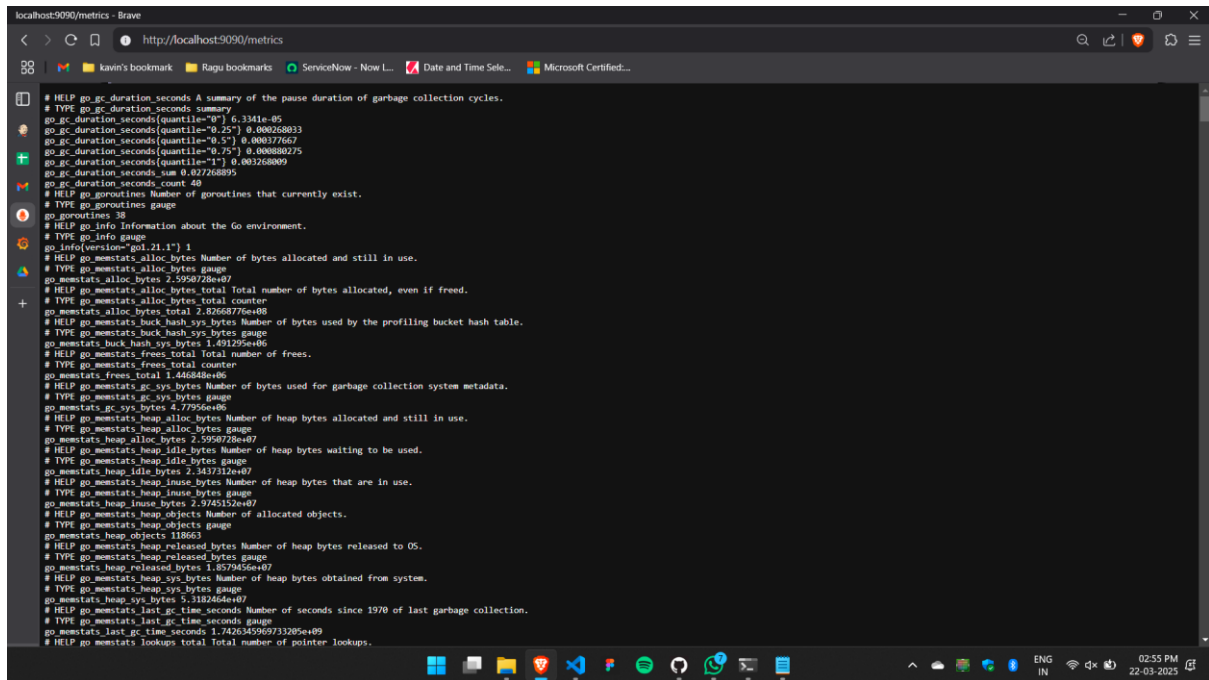 localhost:9090/metrics - Brave
http://localhost:9090/metrics
kavin's bookmark
Ragu bookmarks
ServiceNow - Now L...
Date and Time Sele...
Microsoft Certified:...
# HELP go_gc_duration_seconds A summary of the pause duration of garbage collection cycles.
# TYPE go_gc_duration_seconds summary
go_gc_duration_seconds{quantile="0"} 6.3341e-05
go_gc_duration_seconds{quantile="0.25"} 0.000268033
go_gc_duration_seconds{quantile="0.5"} 0.000377667
go_gc_duration_seconds{quantile="0.75"} 0.000880275
go_gc_duration_seconds{quantile="1"} 0.003268009
go_gc_duration_seconds_sum 0.027268895
go_gc_duration_seconds_count 40
# HELP go_goroutines Number of goroutines that currently exist.
# TYPE go_goroutines gauge
go_goroutines 38
# HELP go_info Information about the Go environment.
# TYPE go_info gauge
go_info{version="go1.21.1"} 1
# HELP go_memstats_alloc_bytes Number of bytes allocated and still in use.
# TYPE go_memstats_alloc_bytes gauge
go_memstats_alloc_bytes 2.5950728e+07
# HELP go_memstats_alloc_bytes_total Total number of bytes allocated, even if freed.
# TYPE go_memstats_alloc_bytes_total counter
go_memstats_alloc_bytes_total 2.82668776e+08
# HELP go_memstats_buck_hash_sys_bytes Number of bytes used by the profiling bucket hash table.
# TYPE go_memstats_buck_hash_sys_bytes gauge
go_memstats_buck_hash_sys_bytes 1.491295e+06
# HELP go_memstats_frees_total Total number of frees.
# TYPE go_memstats_frees_total counter
go_memstats_frees_total 1.446848e+06
# HELP go_memstats_gc_sys_bytes Number of bytes used for garbage collection system metadata.
# TYPE go_memstats_gc_sys_bytes gauge
go_memstats_gc_sys_bytes 4.77956e+06
# HELP go_memstats_heap_alloc_bytes Number of heap bytes allocated and still in use.
# TYPE go_memstats_heap_alloc_bytes gauge
go_memstats_heap_alloc_bytes 2.5950728e+07
# HELP go_memstats_heap_idle_bytes Number of heap bytes waiting to be used.
# TYPE go_memstats_heap_idle_bytes gauge
go_memstats_heap_idle_bytes 2.3437312e+07
# HELP go_memstats_heap_inuse_bytes Number of heap bytes that are in use.
# TYPE go_memstats_heap_inuse_bytes gauge
go_memstats_heap_inuse_bytes 2.9745152e+07
# HELP go_memstats_heap_objects Number of allocated objects.
# TYPE go_memstats_heap_objects gauge
go_memstats_heap_objects 118663
# HELP go_memstats_heap_released_bytes Number of heap bytes released to OS.
# TYPE go_memstats_heap_released_bytes gauge
go_memstats_heap_released_bytes 1.8579456e+07
# HELP go_memstats_heap_sys_bytes Number of heap bytes obtained from system.
# TYPE go_memstats_heap_sys_bytes gauge
go_memstats_heap_sys_bytes 5.3182464e+07
# HELP go_memstats_last_gc_time_seconds Number of seconds since 1970 of last garbage collection.
# TYPE go_memstats_last_gc_time_seconds gauge
go_memstats_last_gc_time_seconds 1.7426345969733205e+09
# HELP go_memstats_lookups_total Total number of pointer lookups.
7
ENG
IN
02:55 PM
22-03-2025